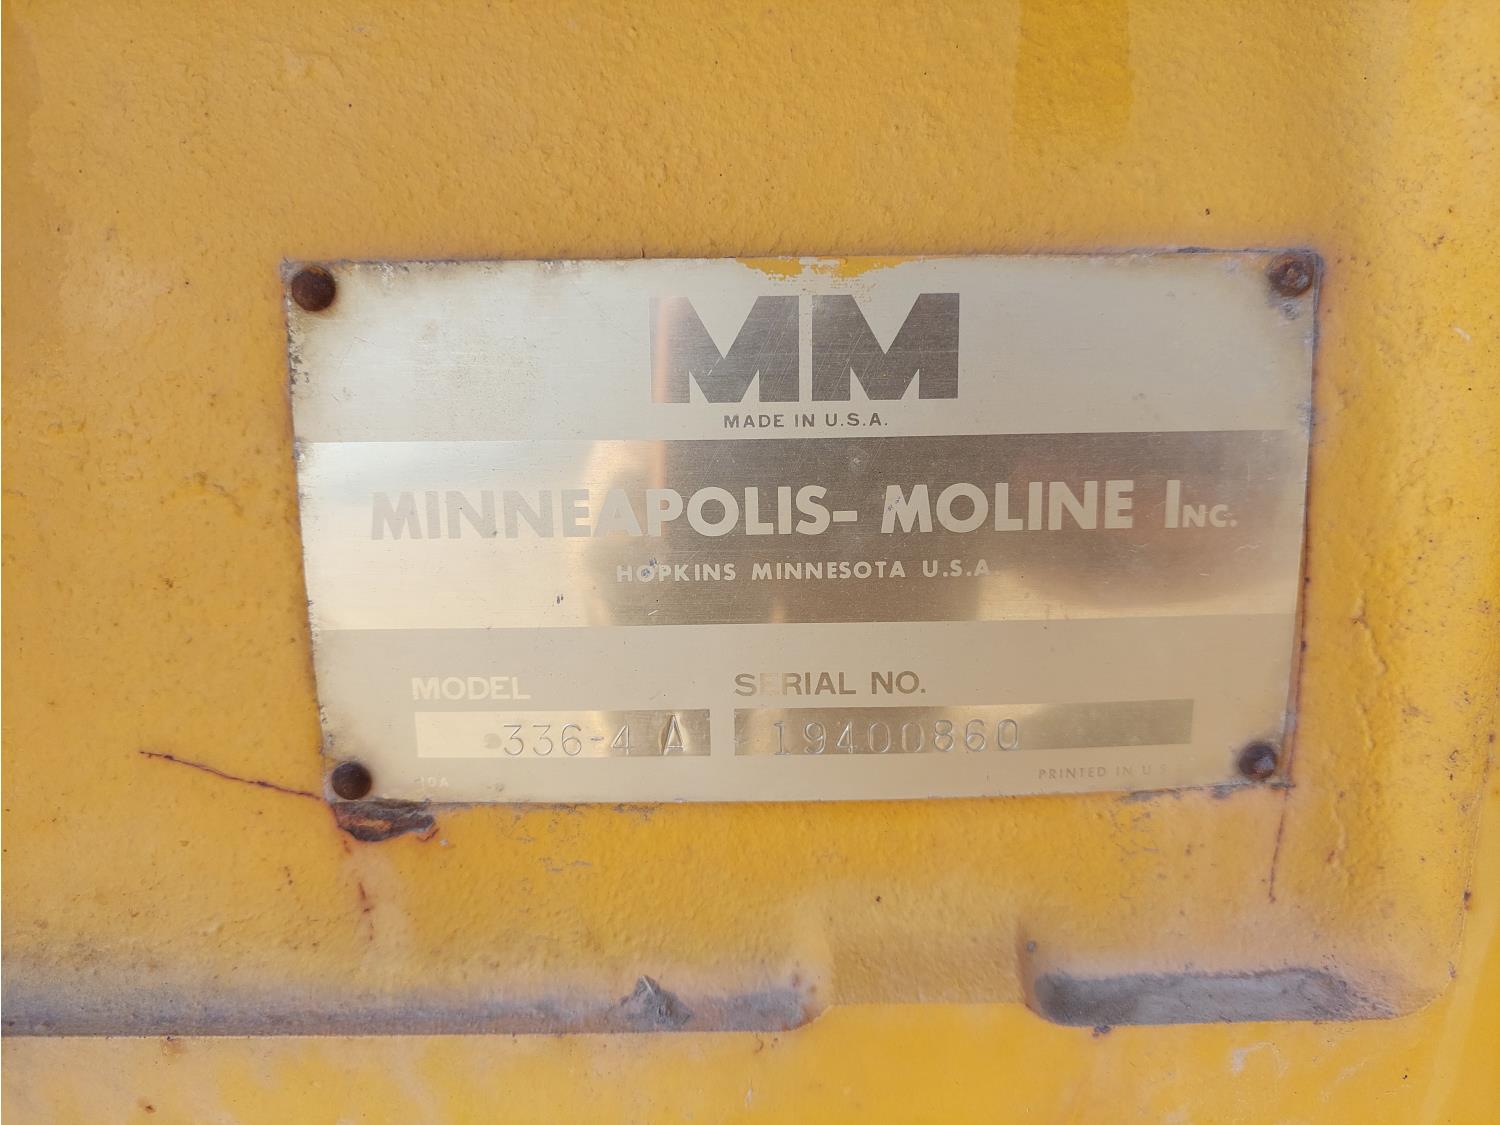 MM
MADE IN U.S.A.
MINNEAPOLIS- MOLINE INC.
HOPKINS MINNESOTA U.S.A.
MODEL SERIAL NO.
336-4 A 19400860
PRINTED IN U.S.